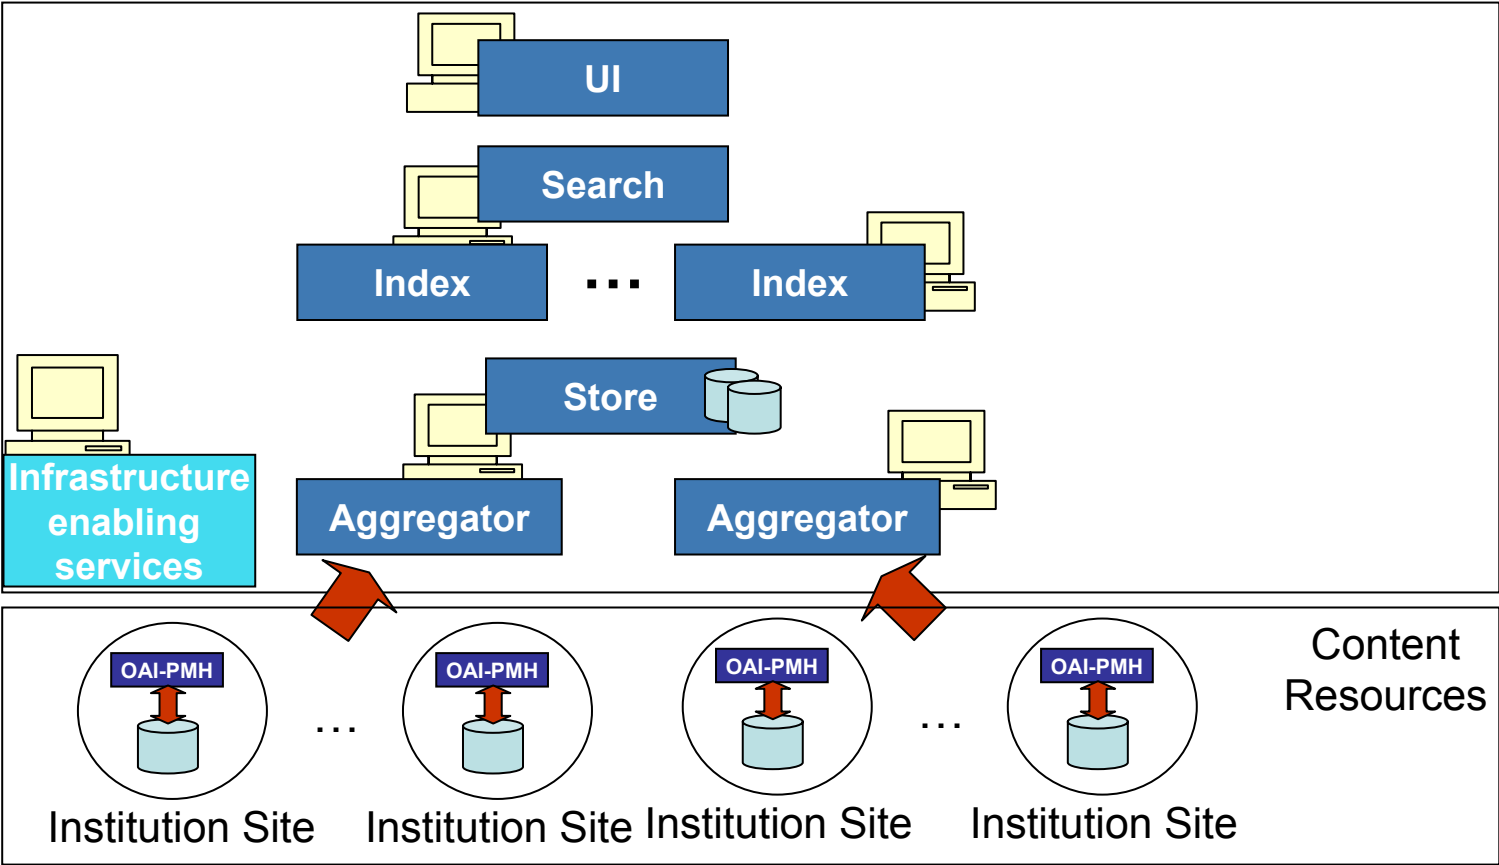 UI
Search
Index
...
Index
Store
Infrastructure
enabling
services
Aggregator
Aggregator
Content
Resources
OAI-PMH
OAI-PMH
OAI-PMH
OAI-PMH
...
...
Institution Site
Institution Site
Institution Site
Institution Site